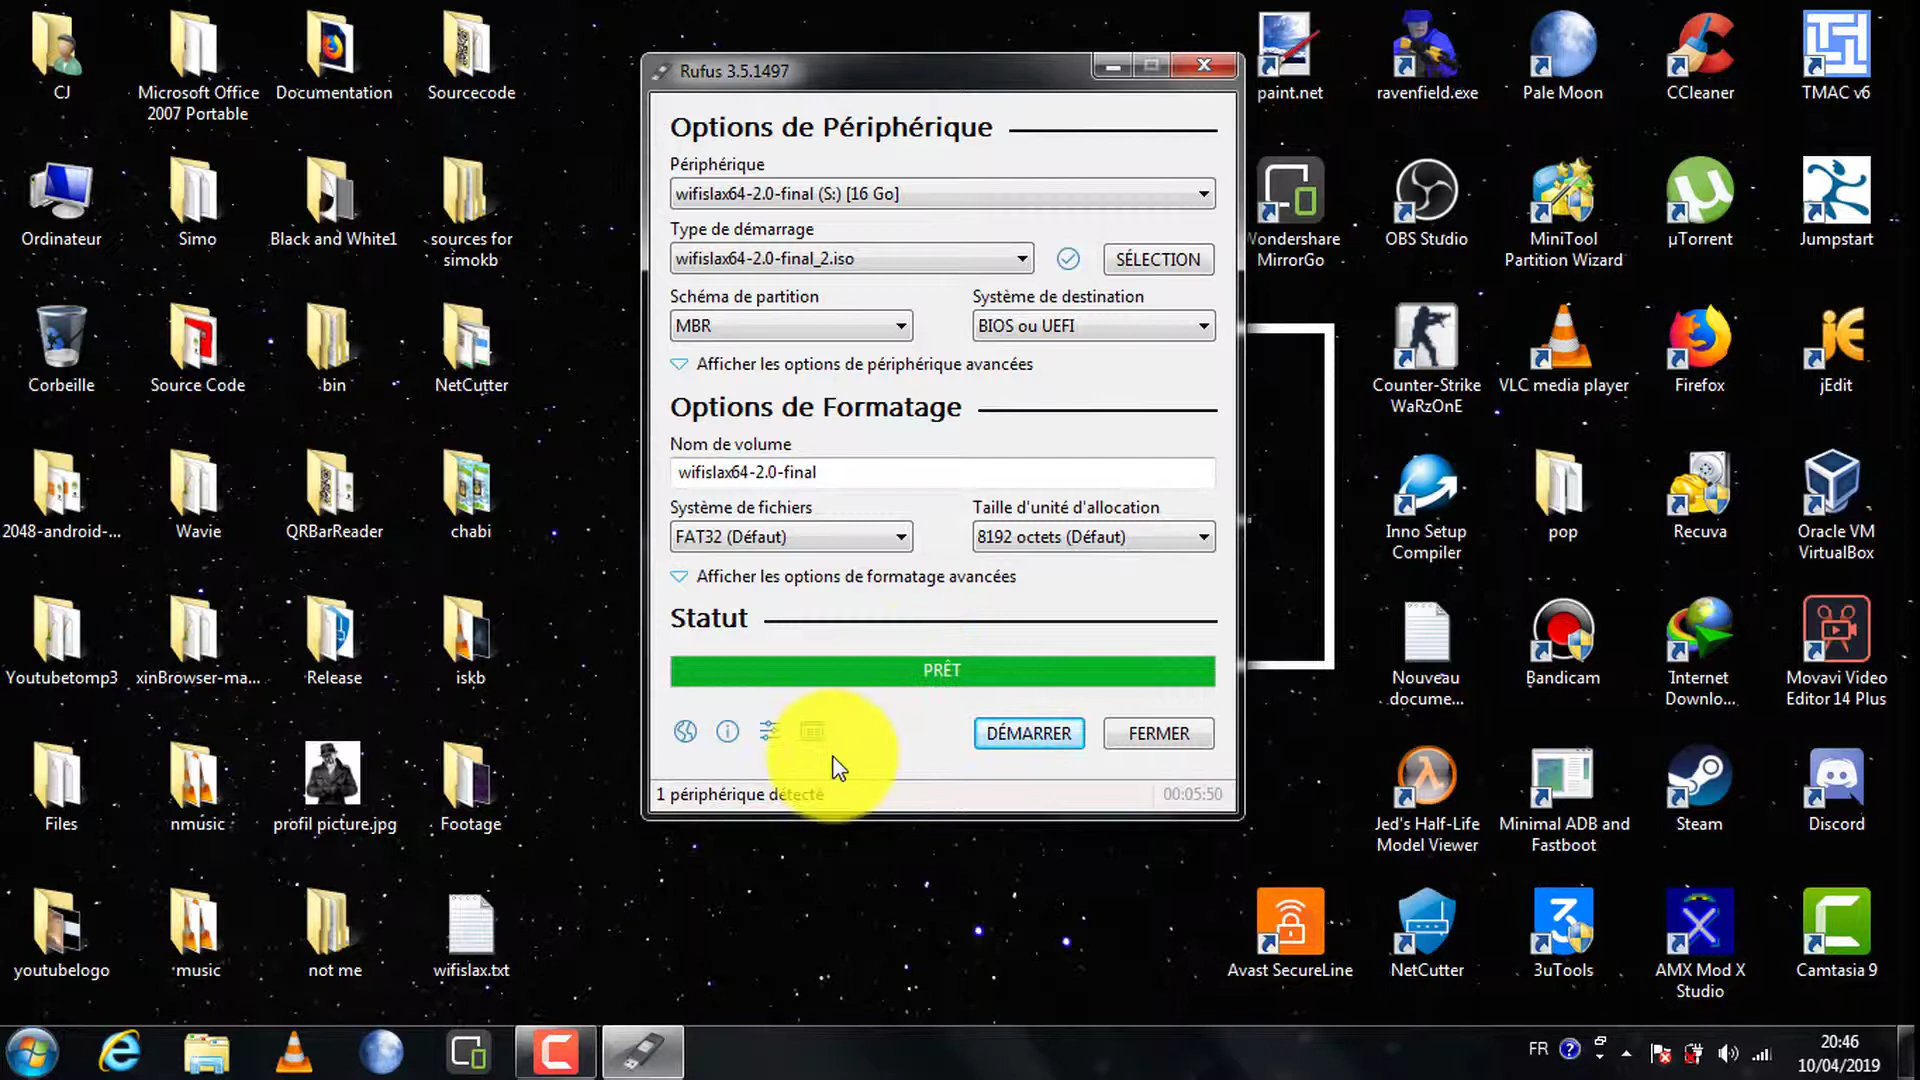 CJ
Microsoft Office
2007 Portable
Documentation
Sourcecode
Ordinateur
Simo
Black and White1
sources for
simokb
Corbeille
Source Code
bin
NetCutter
2048-android-...
Wavie
QRBarReader
chabi
Youtubetomp3
xinBrowser-ma...
Release
iskb
Files
nmusic
profil picture.jpg
Footage
youtubelogo
music
not me
wifislax.txt
Rufus 3.5.1497
Options de Périphérique
Périphérique
wifislax64-2.0-final (S:) [16 Go]
Type de démarrage
wifislax64-2.0-final_2.iso
SÉLECTION
Schéma de partition
Système de destination
MBR
BIOS ou UEFI
Afficher les options de périphérique avancées
Options de Formatage
Nom de volume
wifislax64-2.0-final
Système de fichiers
Taille d'unité d'allocation
FAT32 (Défaut)
8192 octets (Défaut)
Afficher les options de formatage avancées
Statut
PRÊT
DÉMARRER
FERMER
1 périphérique détecté
00:05:50
paint.net
ravenfield.exe
Pale Moon
CCleaner
TMAC v6
Wondershare
MirrorGo
OBS Studio
MiniTool
Partition Wizard
µTorrent
Jumpstart
Counter-Strike
WaRzOnE
VLC media player
Firefox
jEdit
Inno Setup
Compiler
pop
Recuva
Oracle VM
VirtualBox
Nouveau
docume...
Bandicam
Internet
Downlo...
Movavi Video
Editor 14 Plus
Jed's Half-Life
Model Viewer
Minimal ADB and
Fastboot
Steam
Discord
Avast SecureLine
NetCutter
3uTools
AMX Mod X
Studio
Camtasia 9
FR
20:46
10/04/2019